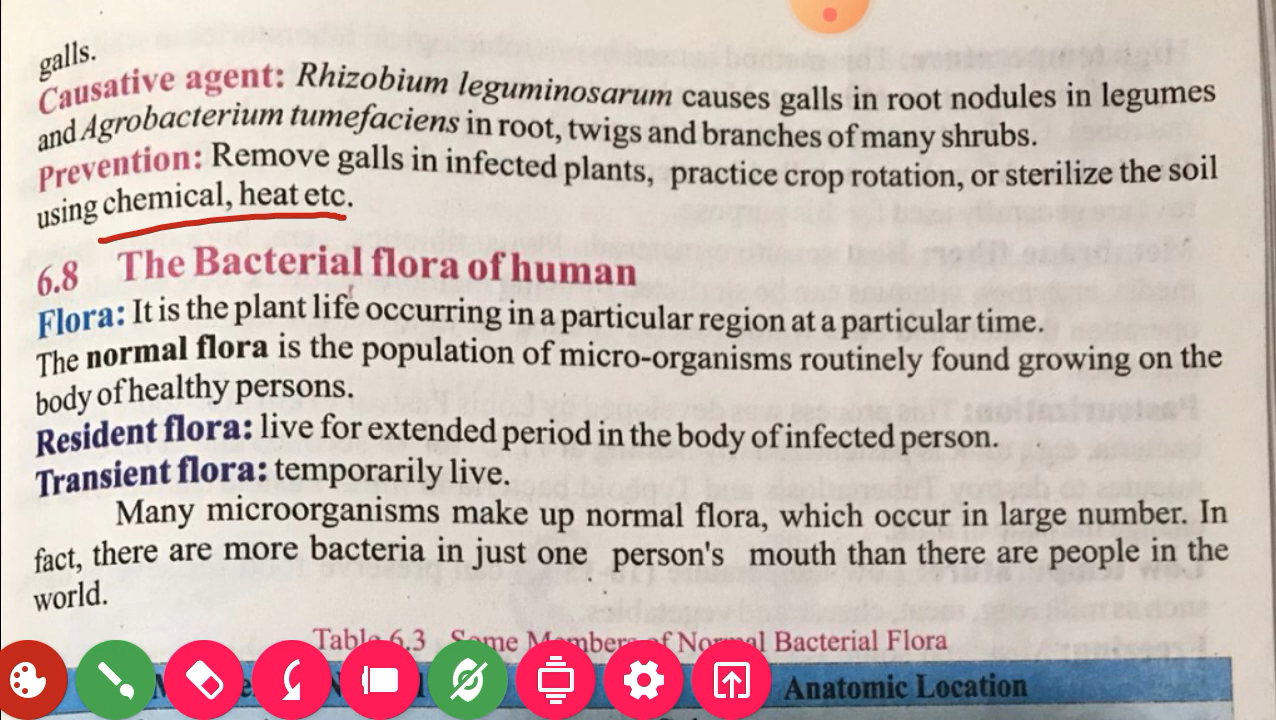 galls.
Causative agent: Rhizobium leguminosarum causes galls in root nodules in legumes
and Agrobacterium tumefaciens in root, twigs and branches of many shrubs.
Prevention: Remove galls in infected plants, practice crop rotation, or sterilize the soil
using chemical, heat etc.
6.8 The Bacterial flora of human
Flora: It is the plant life occurring in a particular region at a particular time.
The normal flora is the population of micro-organisms routinely found growing on the
body of healthy persons.
Resident flora: live for extended period in the body of infected person.
Transient flora: temporarily live.
Many microorganisms make up normal flora, which occur in large number. In
fact, there are more bacteria in just one person's mouth than there are people in the
world.
Table 6.3 Some Members of Normal Bacterial Flora
Anatomic Location